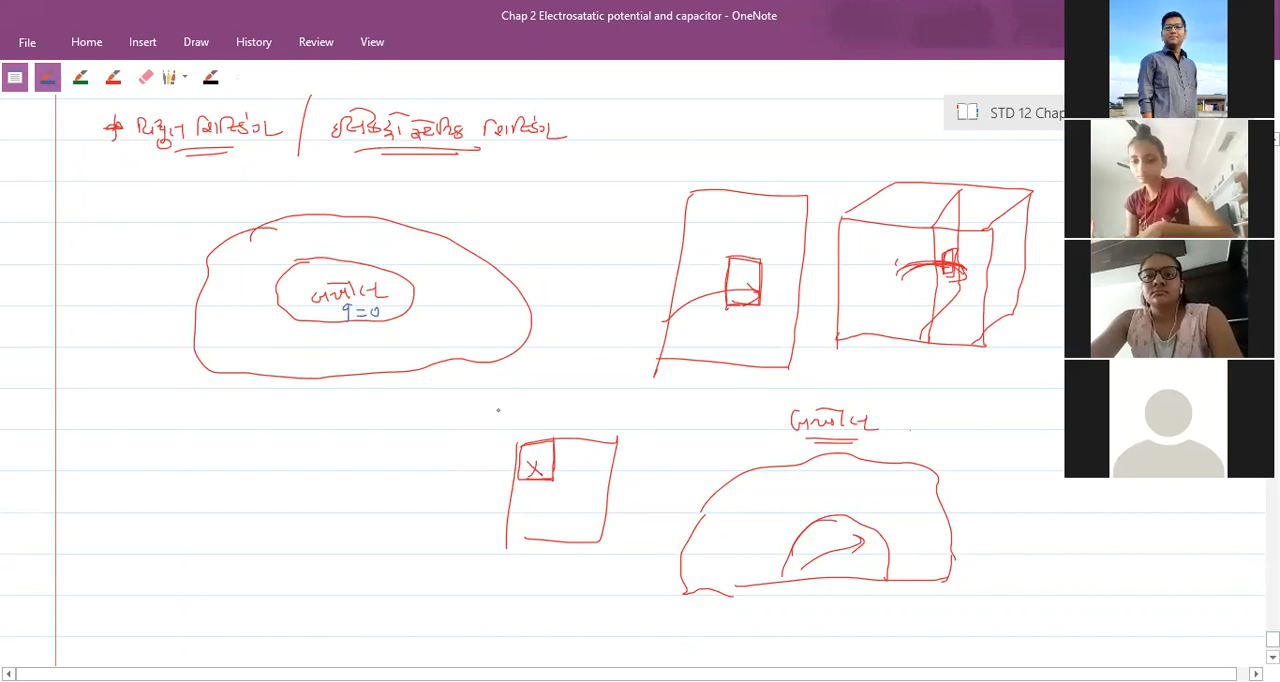 Chap 2 Electrosatatic potential and capacitor - OneNote
File Home Insert Draw History Review View
STD 12 Chap
વિદ્યુત શિલ્ડિંગ / ઇલેક્ટ્રોસ્ટેટિક શિલ્ડિંગ
બખોલ
q=0
બખોલ
X